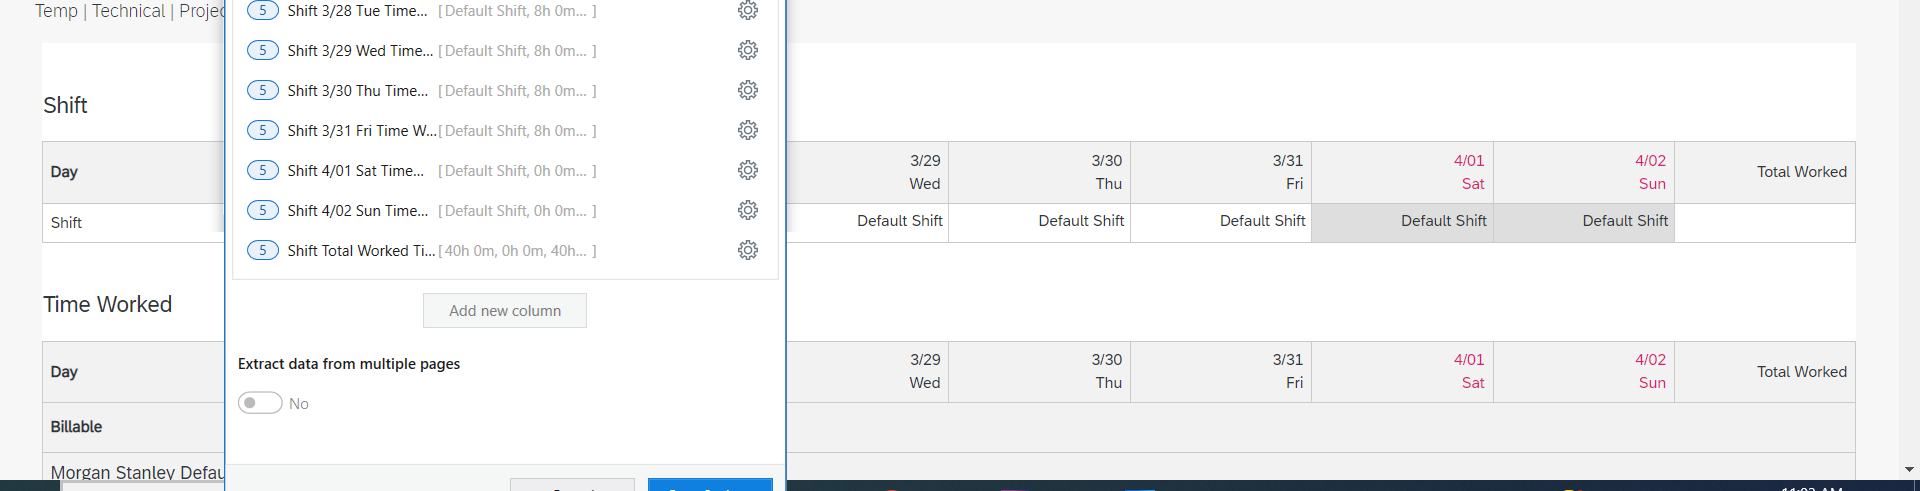 Temp | Technical | Projec
5 Shift 3/28 Tue Time... [ Default Shift, 8h 0m... ]
5 Shift 3/29 Wed Time... [ Default Shift, 8h 0m... ]
5 Shift 3/30 Thu Time... [ Default Shift, 8h 0m... ]
5 Shift 3/31 Fri Time W... [ Default Shift, 8h 0m... ]
5 Shift 4/01 Sat Time... [ Default Shift, 0h 0m... ]
5 Shift 4/02 Sun Time... [ Default Shift, 0h 0m... ]
5 Shift Total Worked Ti... [ 40h 0m, 0h 0m, 40h... ]
Add new column
Extract data from multiple pages
No
Shift
Day 3/29 Wed 3/30 Thu 3/31 Fri 4/01 Sat 4/02 Sun Total Worked
Shift Default Shift Default Shift Default Shift Default Shift Default Shift
Time Worked
Day 3/29 Wed 3/30 Thu 3/31 Fri 4/01 Sat 4/02 Sun Total Worked
Billable
Morgan Stanley Defau